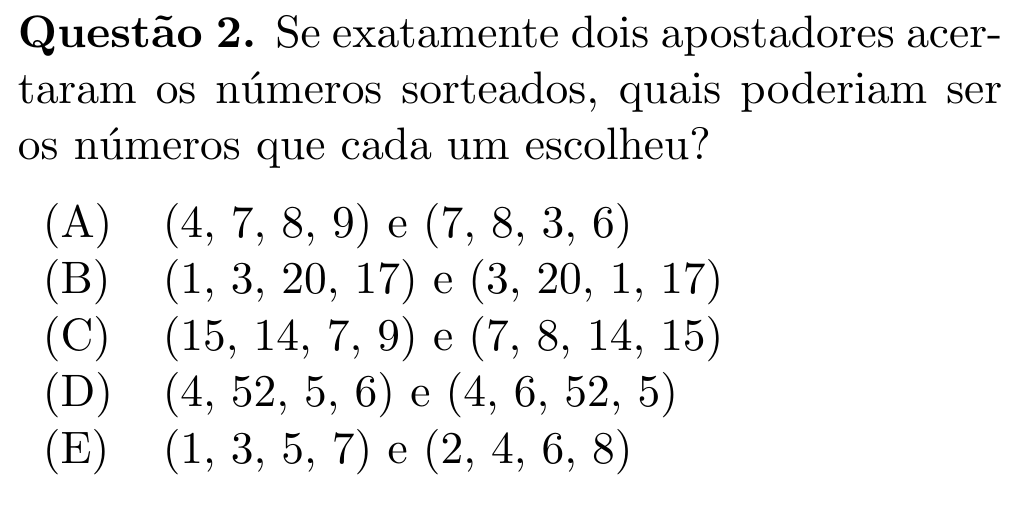 Questão 2. Se exatamente dois apostadores acer-
taram os números sorteados, quais poderiam ser
os números que cada um escolheu?
(A) (4, 7, 8, 9) e (7, 8, 3, 6)
(B) (1, 3, 20, 17) e (3, 20, 1, 17)
(C) (15, 14, 7, 9) e (7, 8, 14, 15)
(D) (4, 52, 5, 6) e (4, 6, 52, 5)
(E) (1, 3, 5, 7) e (2, 4, 6, 8)